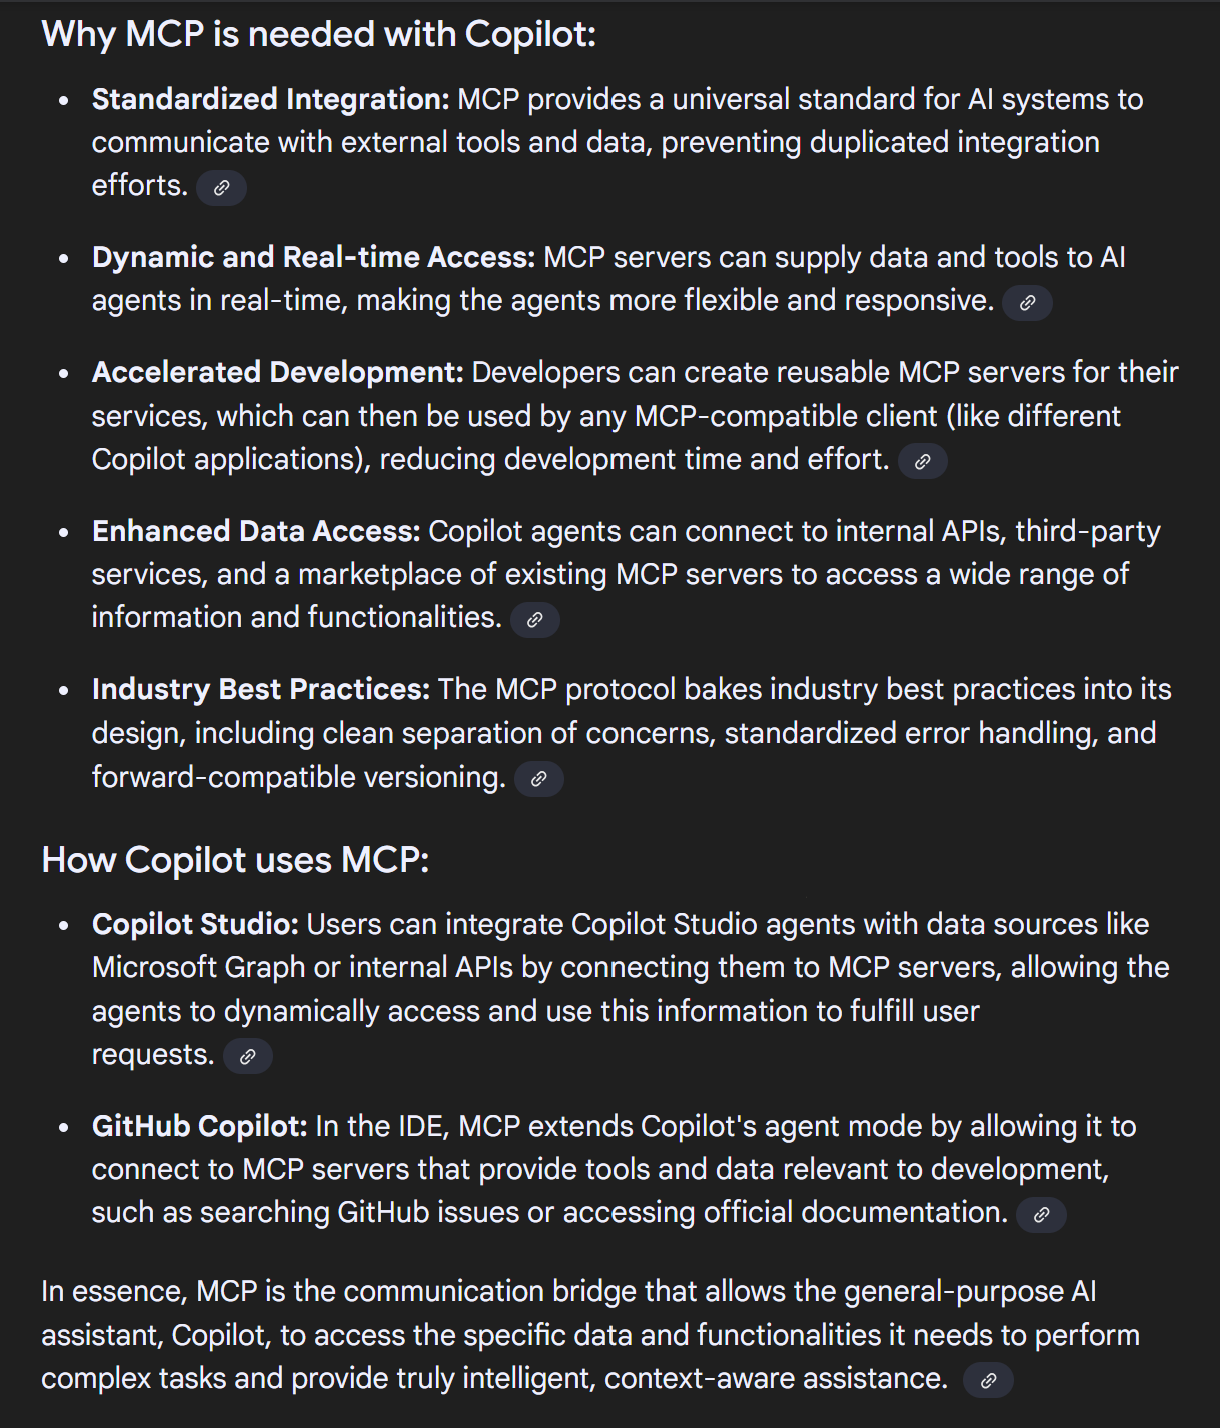 Why MCP is needed with Copilot:
Standardized Integration: MCP provides a universal standard for AI systems to
communicate with external tools and data, preventing duplicated integration
efforts.
Dynamic and Real-time Access: MCP servers can supply data and tools to AI
agents in real-time, making the agents more flexible and responsive.
Accelerated Development: Developers can create reusable MCP servers for their
services, which can then be used by any MCP-compatible client (like different
Copilot applications), reducing development time and effort.
Enhanced Data Access: Copilot agents can connect to internal APIs, third-party
services, and a marketplace of existing MCP servers to access a wide range of
information and functionalities.
Industry Best Practices: The MCP protocol bakes industry best practices into its
design, including clean separation of concerns, standardized error handling, and
forward-compatible versioning.
How Copilot uses MCP:
Copilot Studio: Users can integrate Copilot Studio agents with data sources like
Microsoft Graph or internal APIs by connecting them to MCP servers, allowing the
agents to dynamically access and use this information to fulfill user
requests.
GitHub Copilot: In the IDE, MCP extends Copilot's agent mode by allowing it to
connect to MCP servers that provide tools and data relevant to development,
such as searching GitHub issues or accessing official documentation.
In essence, MCP is the communication bridge that allows the general-purpose AI
assistant, Copilot, to access the specific data and functionalities it needs to perform
complex tasks and provide truly intelligent, context-aware assistance.